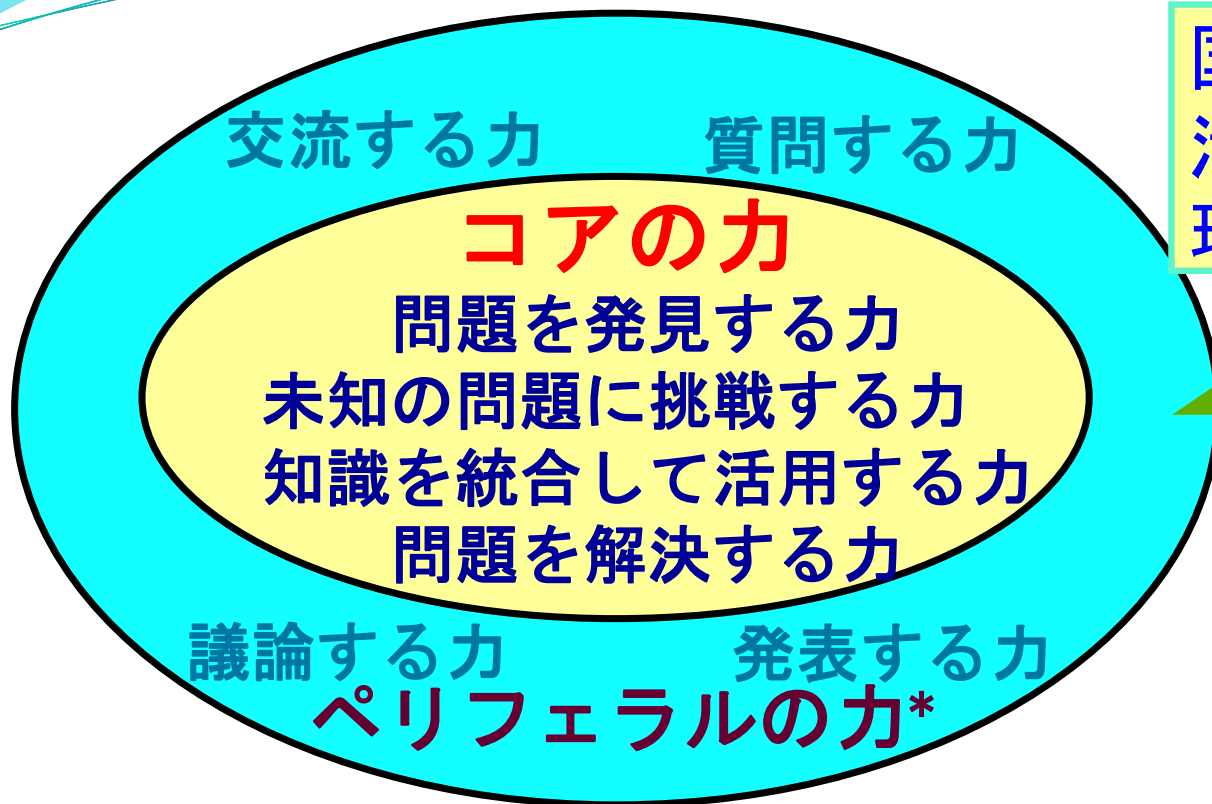 交流する力
質問する力
コアの力
問題を発見する力
未知の問題に挑戦する力
知識を統合して活用する力
問題を解決する力
議論する力
発表する力
ペリフェラルの力*